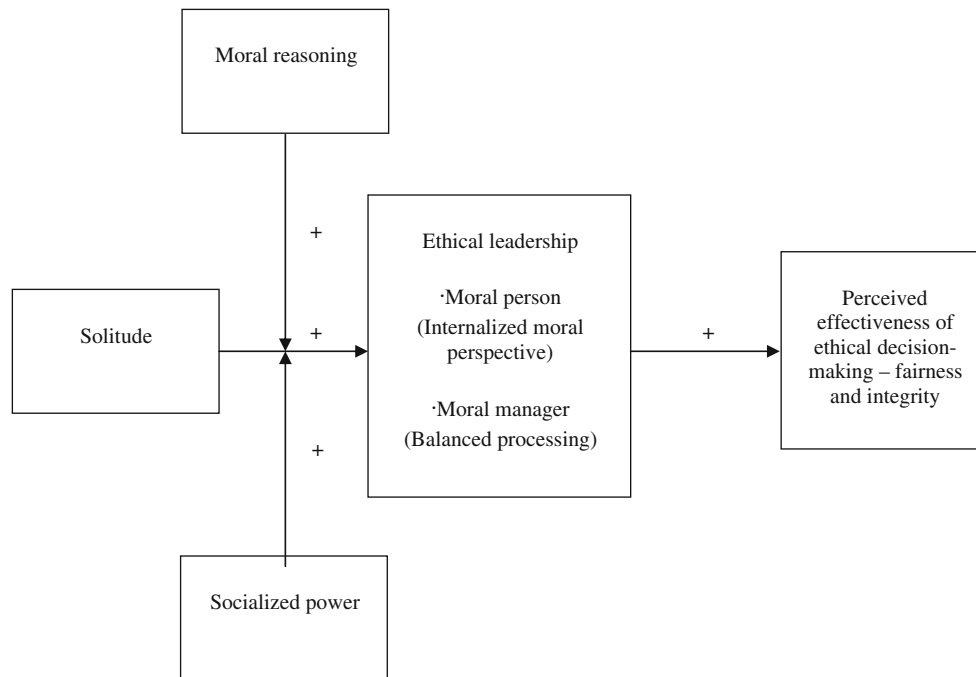 Moral reasoning
+
Ethical leadership
·Moral person
(Internalized moral
perspective)
·Moral manager
(Balanced processing)
Solitude
+
+
Perceived
effectiveness of
ethical decision-
making – fairness
and integrity
+
Socialized power